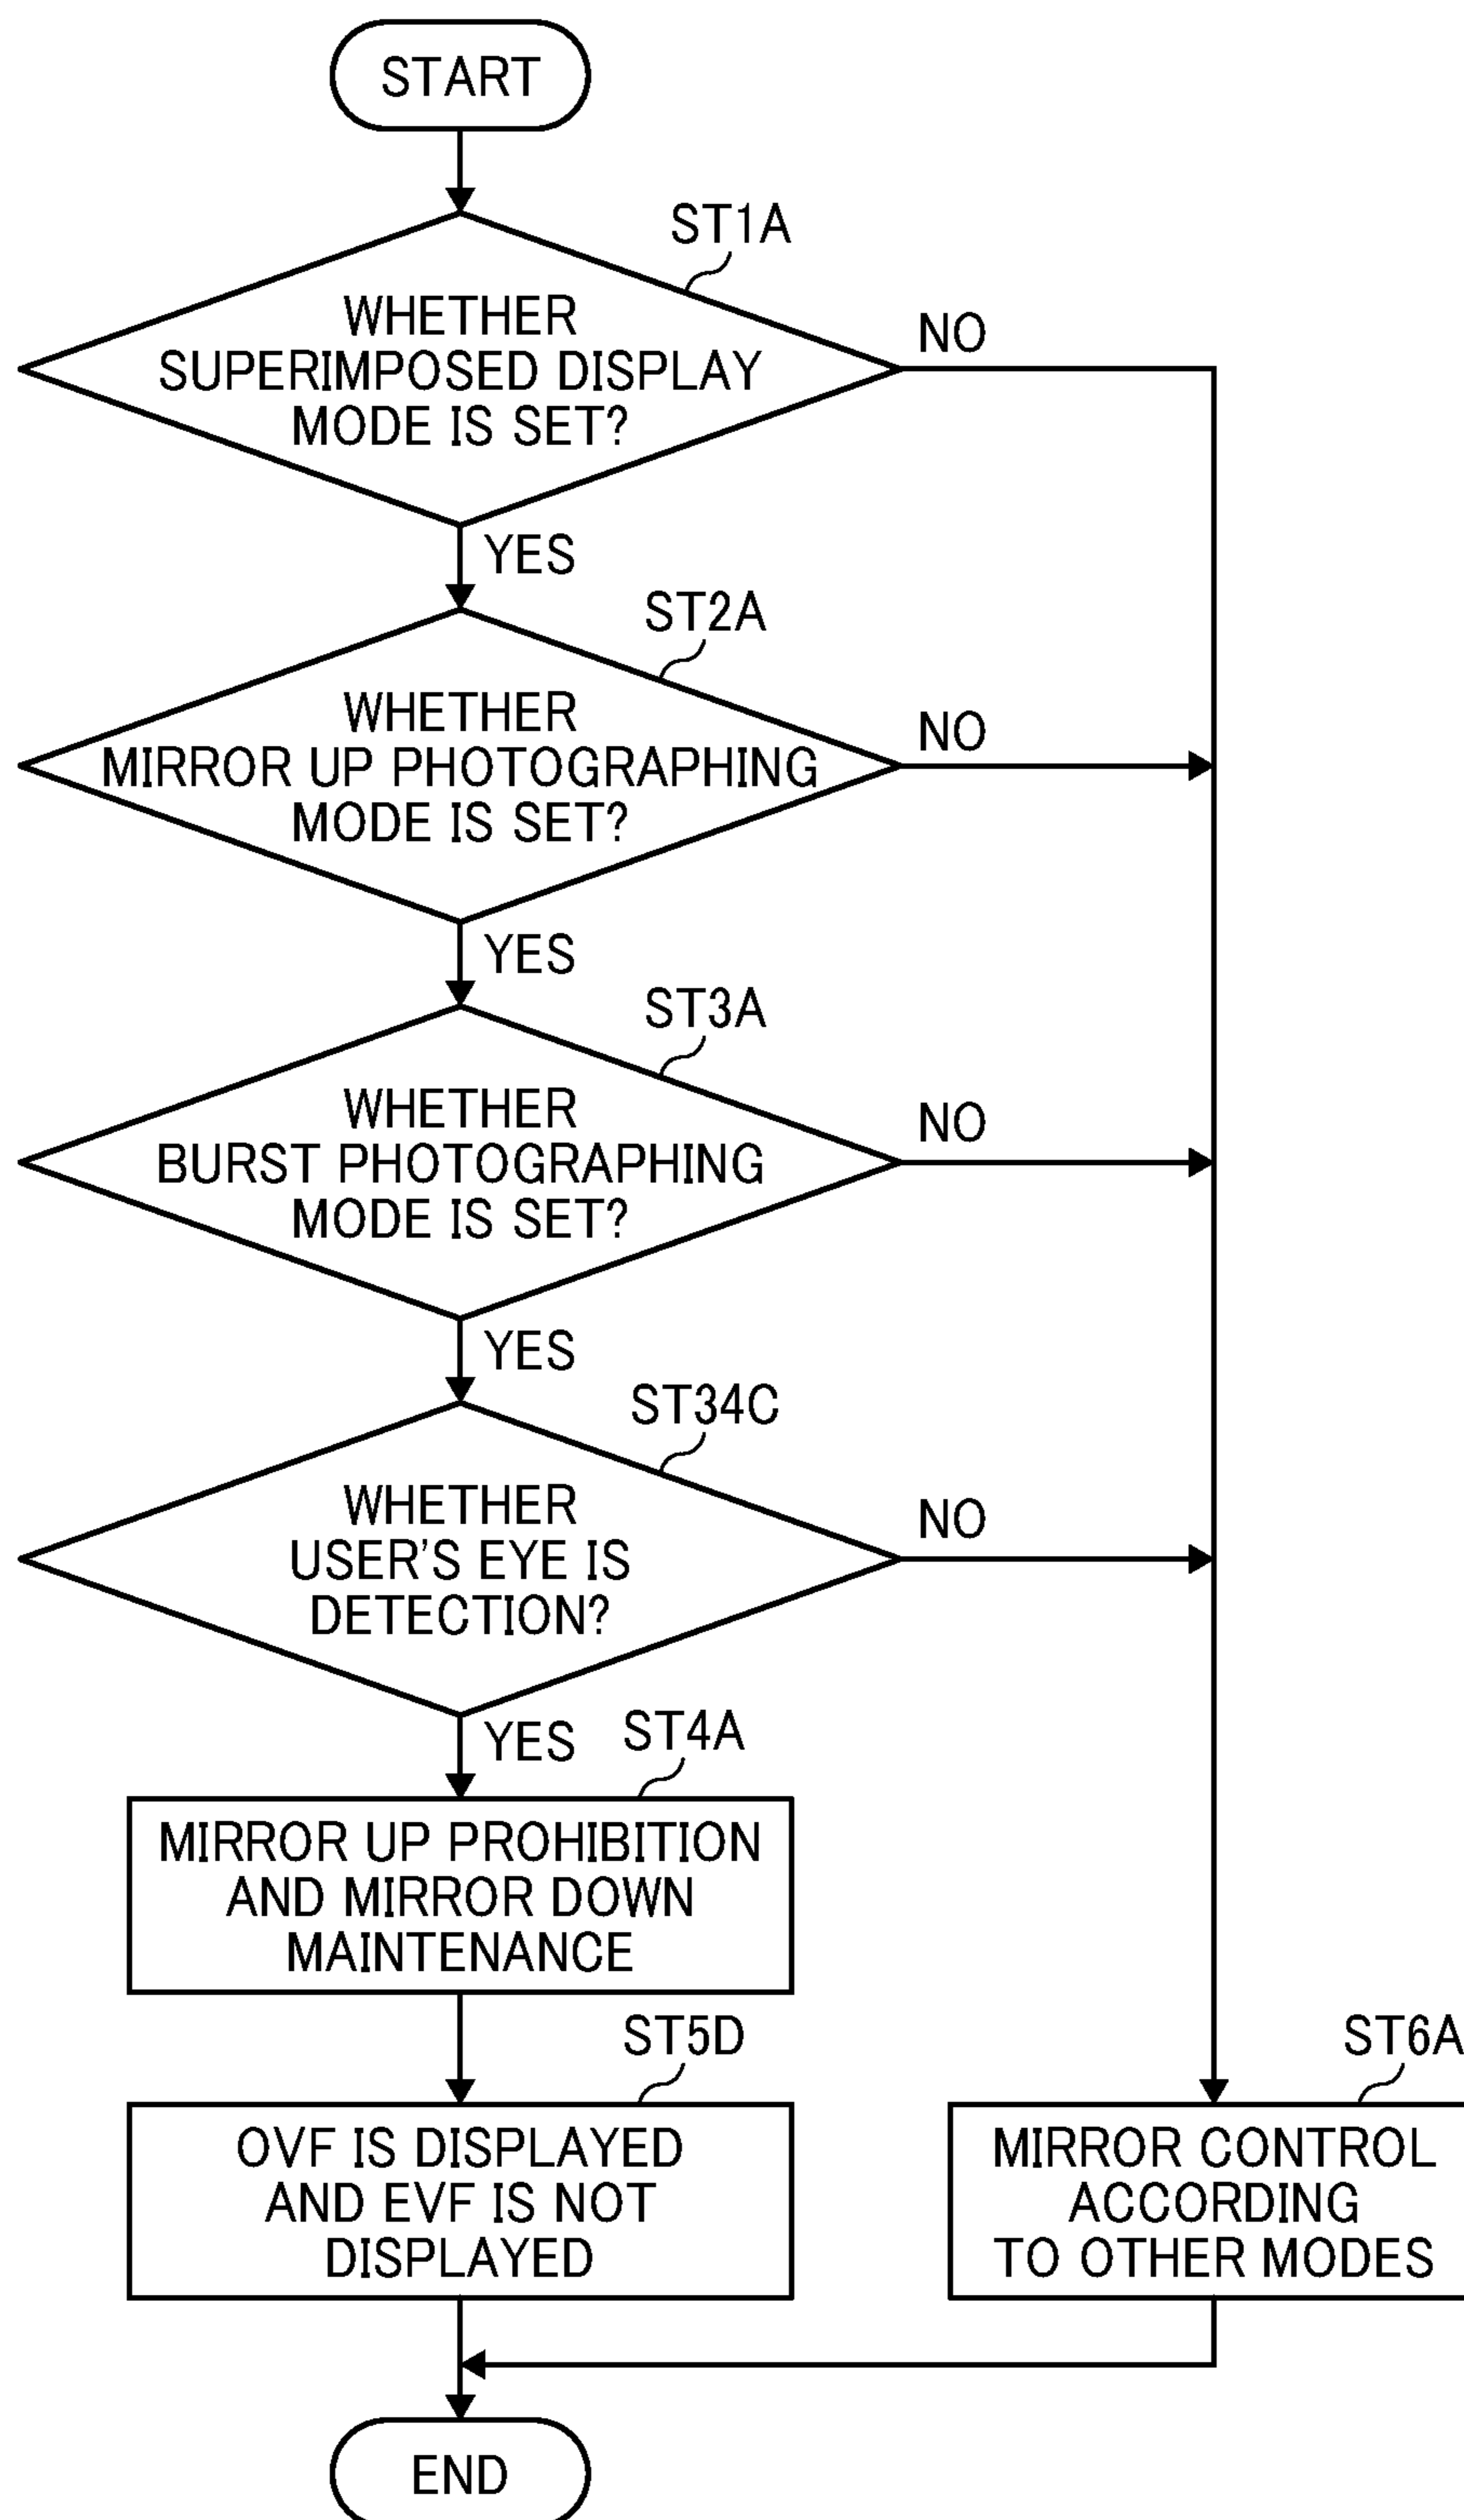 START
ST1A
WHETHER
SUPERIMPOSED DISPLAY
MODE IS SET?
NO
YES
ST2A
WHETHER
MIRROR UP PHOTOGRAPHING
MODE IS SET?
NO
YES
ST3A
WHETHER
BURST PHOTOGRAPHING
MODE IS SET?
NO
YES
ST34C
WHETHER
USER'S EYE IS
DETECTION?
NO
YES
ST4A
MIRROR UP PROHIBITION
AND MIRROR DOWN
MAINTENANCE
ST5D
OVF IS DISPLAYED
AND EVF IS NOT
DISPLAYED
ST6A
MIRROR CONTROL
ACCORDING
TO OTHER MODES
END